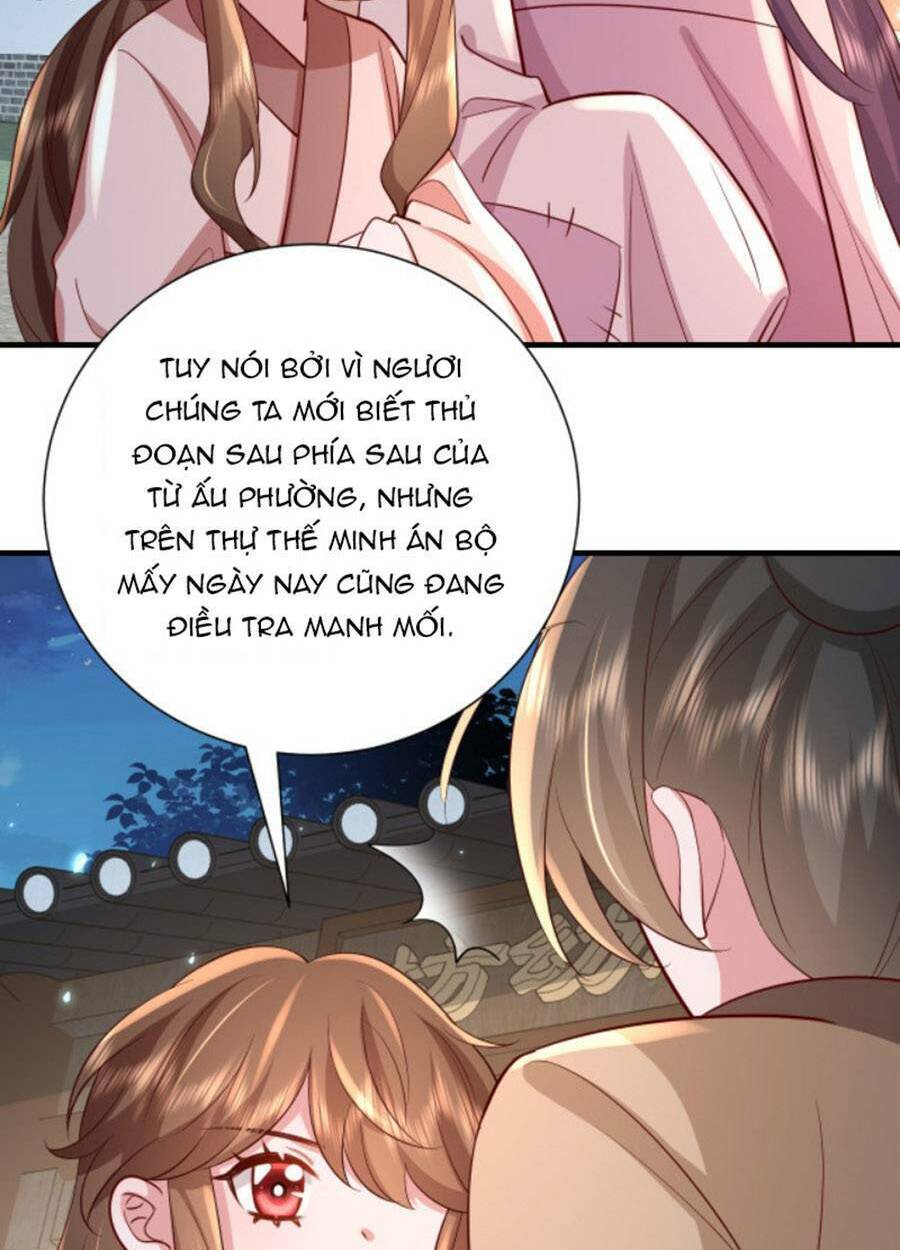 TUY NÓI BỞI VÌ NGƯƠI
CHÚNG TA MỚI BIẾT THỦ
ĐOẠN SAU PHÍA SAU CỦA
TỪ ẤU PHƯỜNG, NHƯNG
TRÊN THỰ THẾ MINH ÁN BỘ
MẤY NGÀY NAY CŨNG ĐANG
ĐIỀU TRA MANH MỐI.